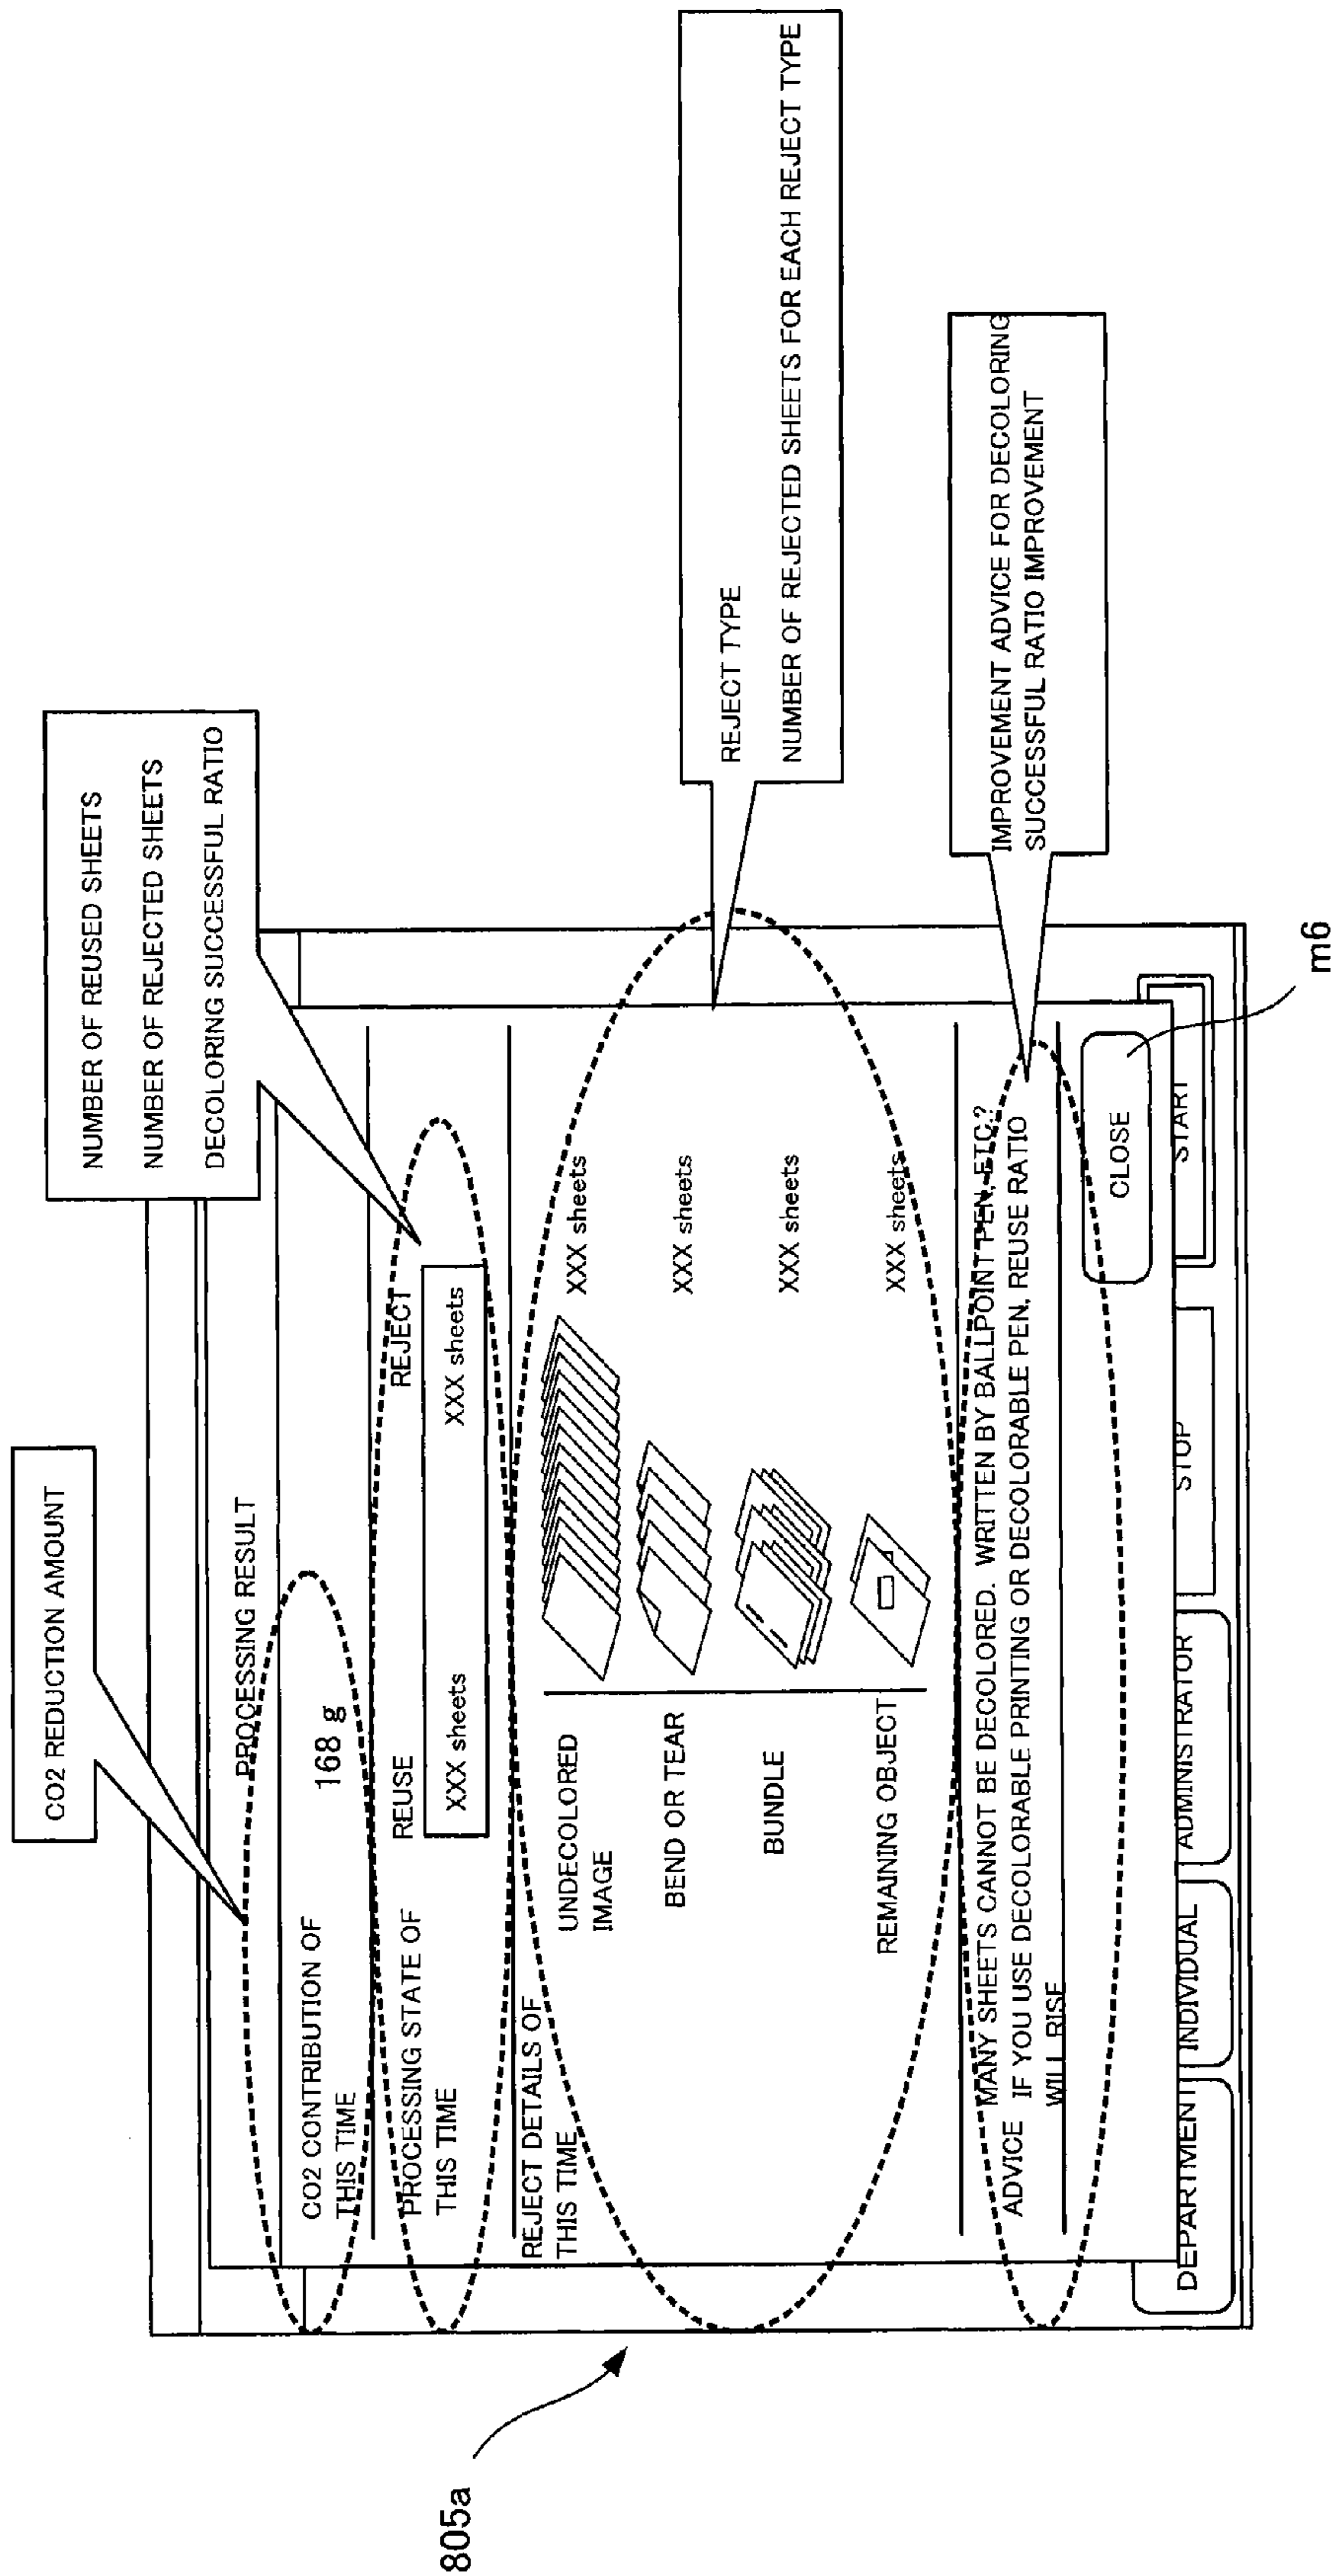 CO2 REDUCTION AMOUNT
NUMBER OF REUSED SHEETS
NUMBER OF REJECTED SHEETS
DECOLORING SUCCESSFUL RATIO
PROCESSING RESULT
CO2 CONTRIBUTION OF
THIS TIME
168 g
PROCESSING STATE OF
THIS TIME
REUSE
REJECT
XXX sheets
XXX sheets
REJECT DETAILS OF
THIS TIME
UNDECOLORED
IMAGE
XXX sheets
BEND OR TEAR
XXX sheets
BUNDLE
XXX sheets
REMAINING OBJECT
XXX sheets
REJECT TYPE
NUMBER OF REJECTED SHEETS FOR EACH REJECT TYPE
ADVICE
MANY SHEETS CANNOT BE DECOLORED. WRITTEN BY BALLPOINT PEN, ETC.?
IF YOU USE DECOLORABLE PRINTING OR DECOLORABLE PEN, REUSE RATIO
WILL RISE
IMPROVEMENT ADVICE FOR DECOLORING
SUCCESSFUL RATIO IMPROVEMENT
CLOSE
DEPARTMENT
INDIVIDUAL
ADMINISTRATOR
STOP
START
805a
m6